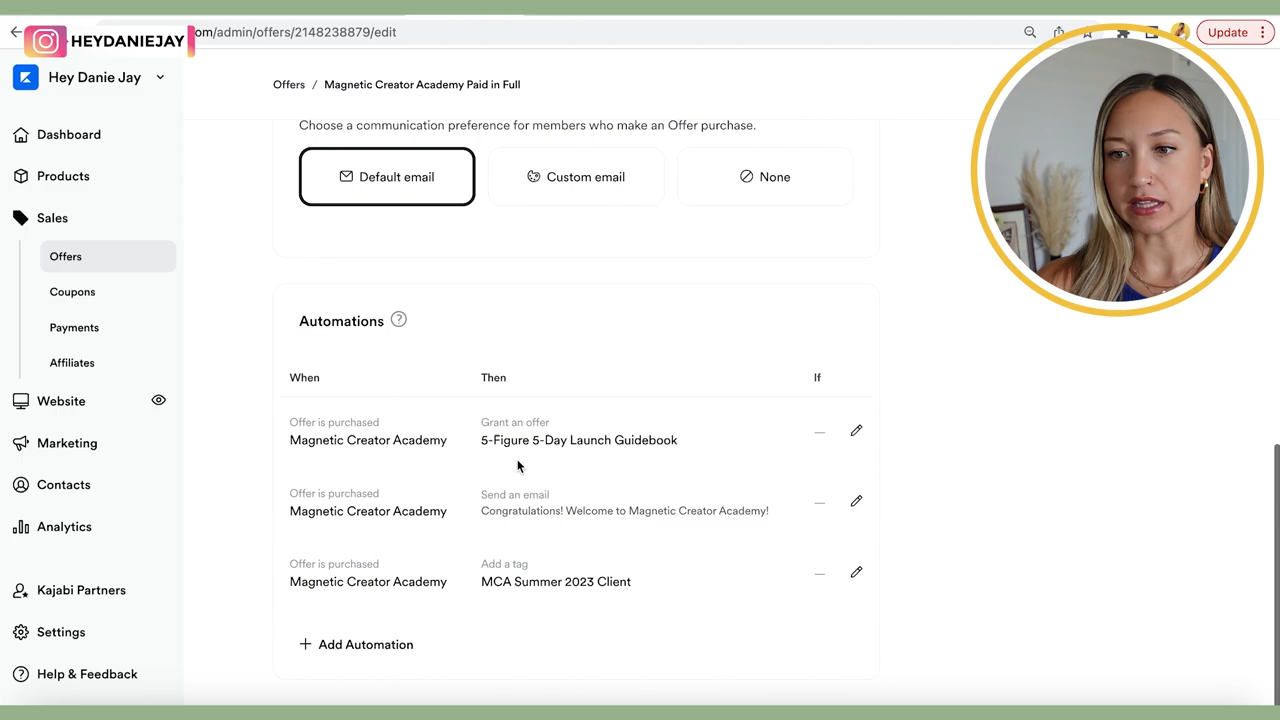 om/admin/offers/2148238879/edit
Update
HEYDANIEJAY
Hey Danie Jay
Offers / Magnetic Creator Academy Paid in Full
Dashboard
Products
Sales
Offers
Coupons
Payments
Affiliates
Website
Marketing
Contacts
Analytics
Kajabi Partners
Settings
Help & Feedback
Choose a communication preference for members who make an Offer purchase.
Default email
Custom email
None
Automations ?
When Then If
Offer is purchased Grant an offer
Magnetic Creator Academy 5-Figure 5-Day Launch Guidebook —
Offer is purchased Send an email
Magnetic Creator Academy Congratulations! Welcome to Magnetic Creator Academy! —
Offer is purchased Add a tag
Magnetic Creator Academy MCA Summer 2023 Client —
+ Add Automation